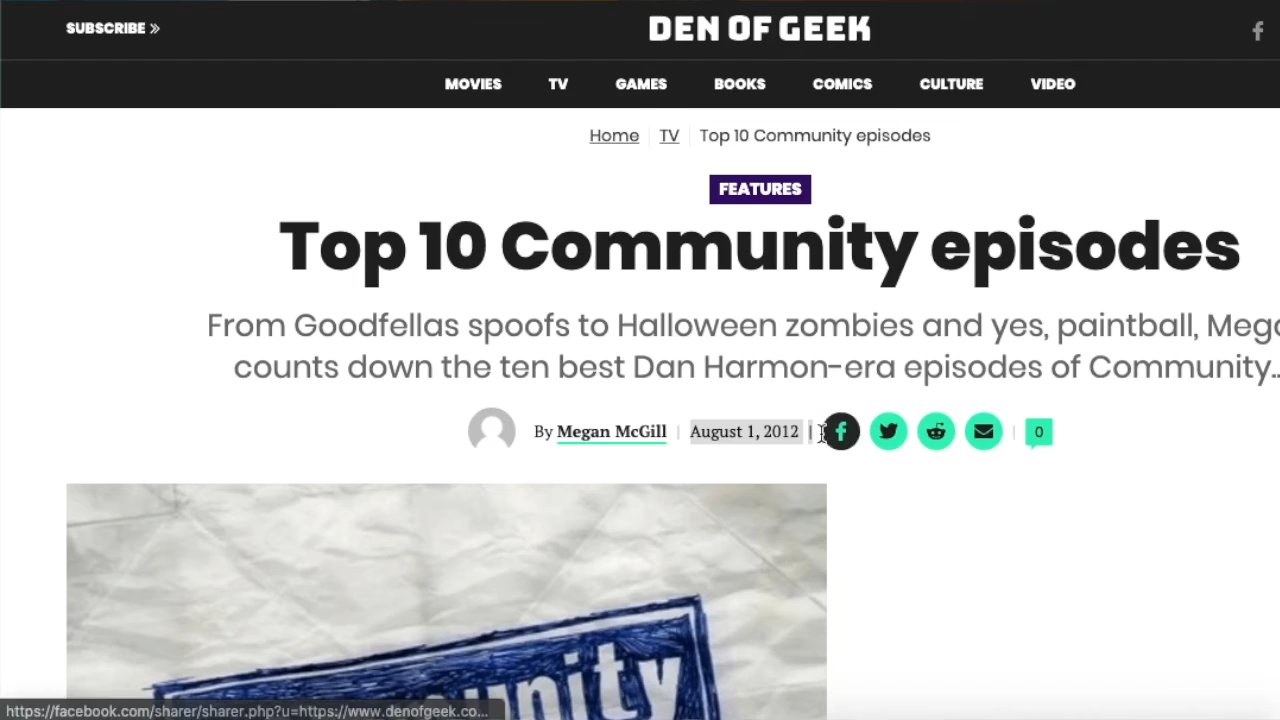 SUBSCRIBE »
DEN OF GEEK
MOVIES TV GAMES BOOKS COMICS CULTURE VIDEO
Home TV Top 10 Community episodes
FEATURES
Top 10 Community episodes
From Goodfellas spoofs to Halloween zombies and yes, paintball,
counts down the ten best Dan Harmon-era episodes of Community..
By Megan McGill | August 1, 2012 | 0
https://facebook.com/sharer/sharer.php?u=https://www.denofgeek.co...